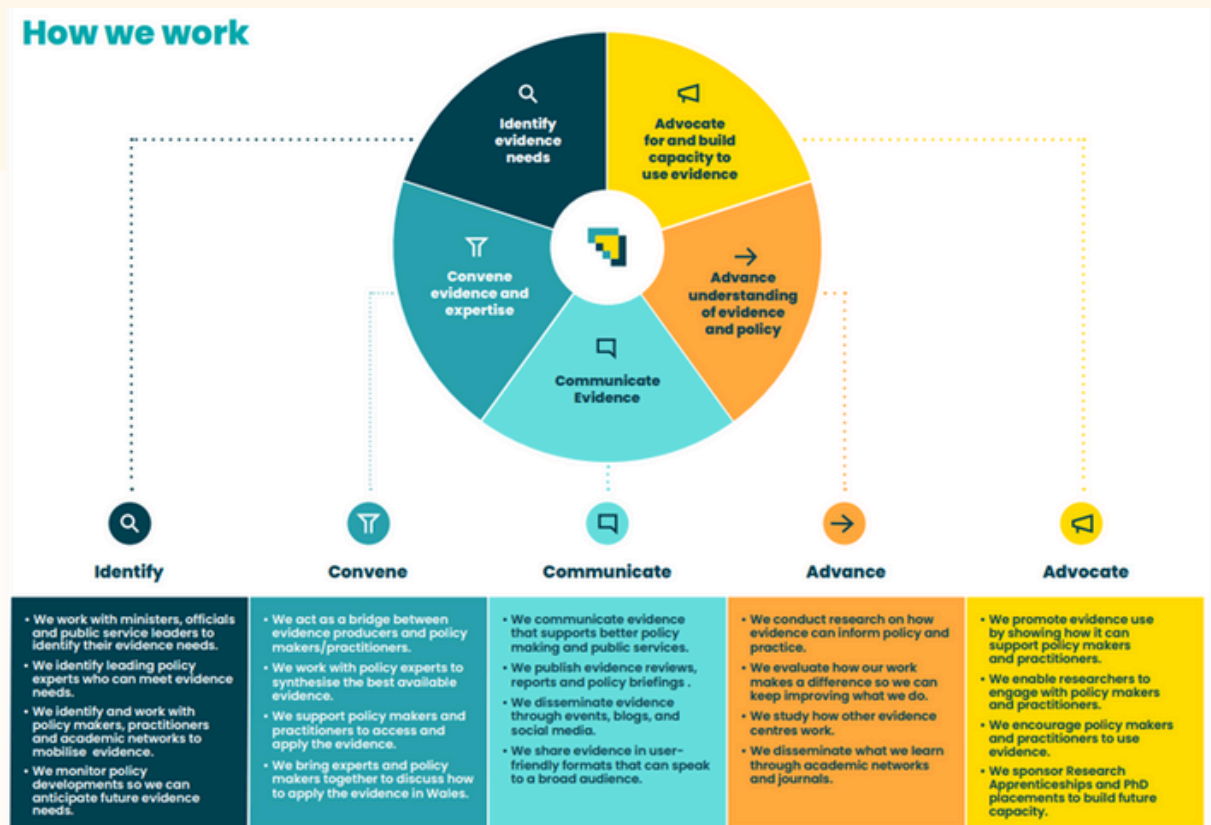 How we work
Identify
evidence
needs
Advocate
for and build
capacity to
use evidence
Convene
evidence and
expertise
Advance
understanding
of evidence
and policy
Communicate
Evidence
Identify
Convene
Communicate
Advance
Advocate
• We work with ministers, officials
and public service leaders to
identify their evidence needs.
• We identify leading policy
experts who can meet evidence
needs.
• We identify and work with
policy makers, practitioners
and academic networks to
mobilise evidence.
• We monitor policy
developments so we can
anticipate future evidence
needs.
• We act as a bridge between
evidence producers and policy
makers/practitioners.
• We work with policy experts to
synthesise the best available
evidence.
• We support policy makers and
practitioners to access and
apply the evidence.
• We bring experts and policy
makers together to discuss how
to apply the evidence in Wales.
• We communicate evidence
that supports better policy
making and public services.
• We publish evidence reviews,
reports and policy briefings .
• We disseminate evidence
through events, blogs, and
social media.
• We share evidence in user-
friendly formats that can speak
to a broad audience.
• We conduct research on how
evidence can inform policy and
practice.
• We evaluate how our work
makes a difference so we can
keep improving what we do.
• We study how other evidence
centres work.
• We disseminate what we learn
through academic networks
and journals.
• We promote evidence use
by showing how it can
support policy makers
and practitioners.
• We enable researchers to
engage with policy makers
and practitioners.
• We encourage policy makers
and practitioners to use
evidence.
• We sponsor Research
Apprenticeships and PhD
placements to build future
capacity.